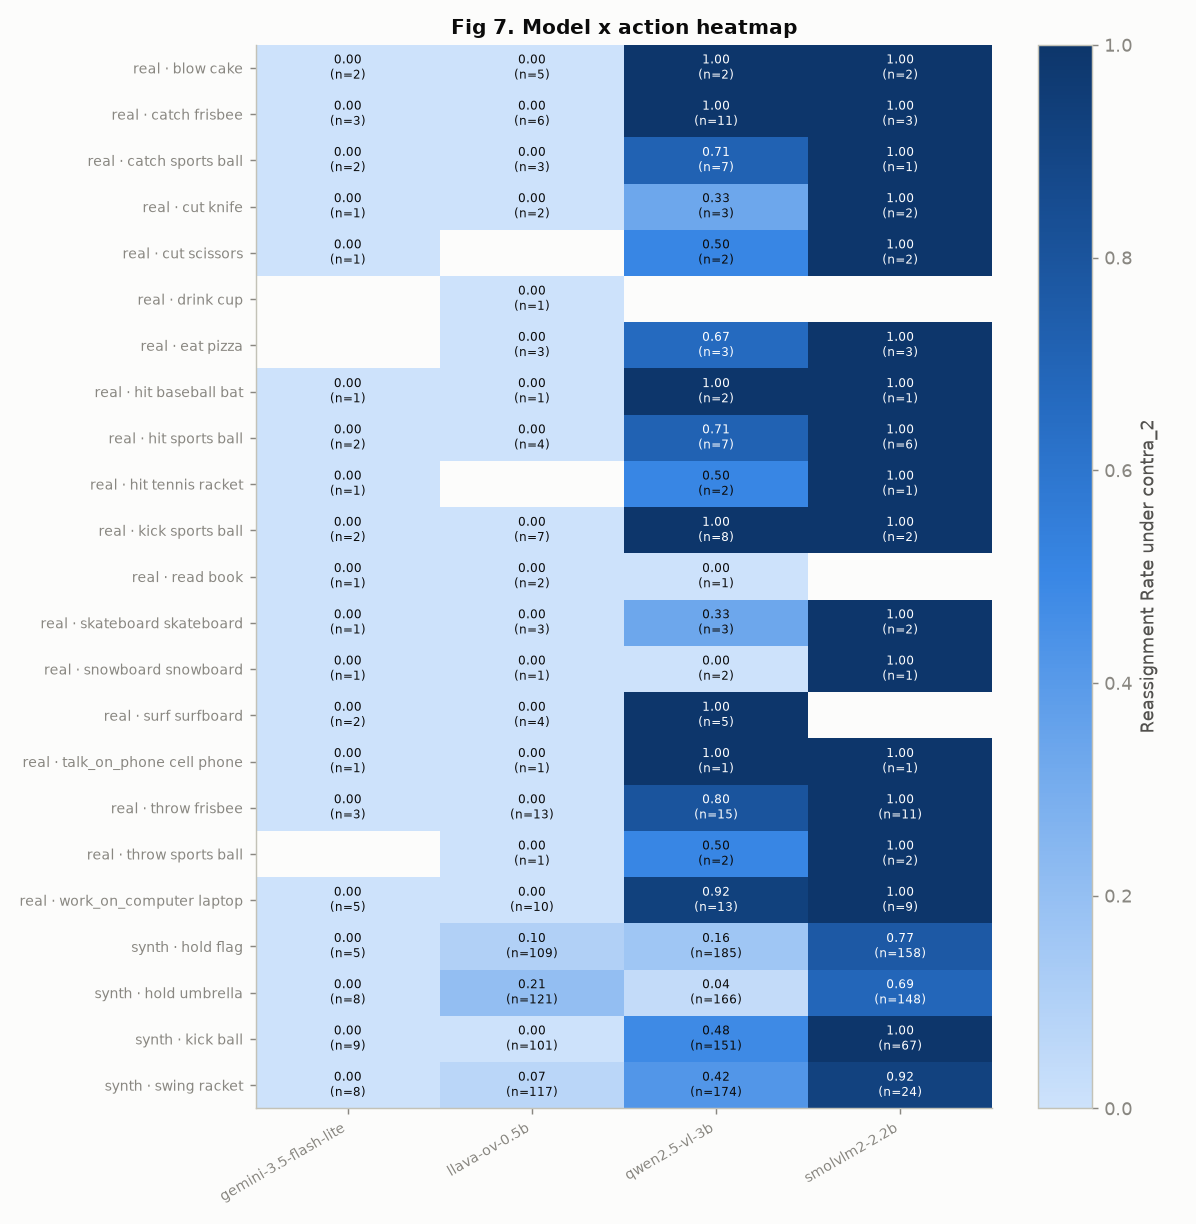 Fig 7. Model x action heatmap
real · blow cake 0.00 (n=2) 0.00 (n=5) 1.00 (n=2) 1.00 (n=2)
real · catch frisbee 0.00 (n=3) 0.00 (n=6) 1.00 (n=11) 1.00 (n=3)
real · catch sports ball 0.00 (n=2) 0.00 (n=3) 0.71 (n=7) 1.00 (n=1)
real · cut knife 0.00 (n=1) 0.00 (n=2) 0.33 (n=3) 1.00 (n=2)
real · cut scissors 0.00 (n=1) 0.50 (n=2) 1.00 (n=2)
real · drink cup 0.00 (n=1)
real · eat pizza 0.00 (n=3) 0.67 (n=3) 1.00 (n=3)
real · hit baseball bat 0.00 (n=1) 0.00 (n=1) 1.00 (n=2) 1.00 (n=1)
real · hit sports ball 0.00 (n=2) 0.00 (n=4) 0.71 (n=7) 1.00 (n=6)
real · hit tennis racket 0.00 (n=1) 0.50 (n=2) 1.00 (n=1)
real · kick sports ball 0.00 (n=2) 0.00 (n=7) 1.00 (n=8) 1.00 (n=2)
real · read book 0.00 (n=1) 0.00 (n=2) 0.00 (n=1)
real · skateboard skateboard 0.00 (n=1) 0.00 (n=3) 0.33 (n=3) 1.00 (n=2)
real · snowboard snowboard 0.00 (n=1) 0.00 (n=1) 0.00 (n=2) 1.00 (n=1)
real · surf surfboard 0.00 (n=2) 0.00 (n=4) 1.00 (n=5)
real · talk_on_phone cell phone 0.00 (n=1) 0.00 (n=1) 1.00 (n=1) 1.00 (n=1)
real · throw frisbee 0.00 (n=3) 0.00 (n=13) 0.80 (n=15) 1.00 (n=11)
real · throw sports ball 0.00 (n=1) 0.50 (n=2) 1.00 (n=2)
real · work_on_computer laptop 0.00 (n=5) 0.00 (n=10) 0.92 (n=13) 1.00 (n=9)
synth · hold flag 0.00 (n=5) 0.10 (n=109) 0.16 (n=185) 0.77 (n=158)
synth · hold umbrella 0.00 (n=8) 0.21 (n=121) 0.04 (n=166) 0.69 (n=148)
synth · kick ball 0.00 (n=9) 0.00 (n=101) 0.48 (n=151) 1.00 (n=67)
synth · swing racket 0.00 (n=8) 0.07 (n=117) 0.42 (n=174) 0.92 (n=24)
gemini-3.5-flash-lite
llava-ov-0.5b
qwen2.5-vl-3b
smolvlm2-2.2b
1.0
0.8
0.6
0.4
0.2
0.0
Reassignment Rate under contra_2